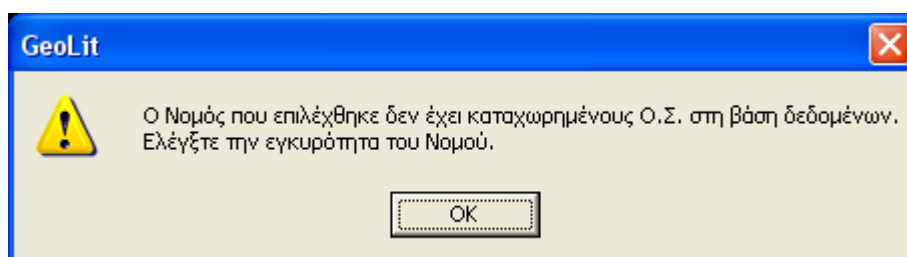 GeoLit
Ο Νομός που επιλέχθηκε δεν έχει καταχωρημένους Ο.Σ. στη βάση δεδομένων.
Ελέγξτε την εγκυρότητα του Νομού.
OK